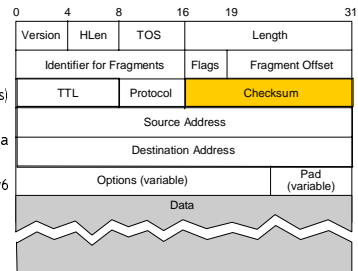 0 4 8 16 19 31
Version HLen TOS Length
Identifier for Fragments Flags Fragment Offset
s) TTL Protocol Checksum
Source Address
a
Destination Address
6 Options (variable) Pad
(variable)
Data